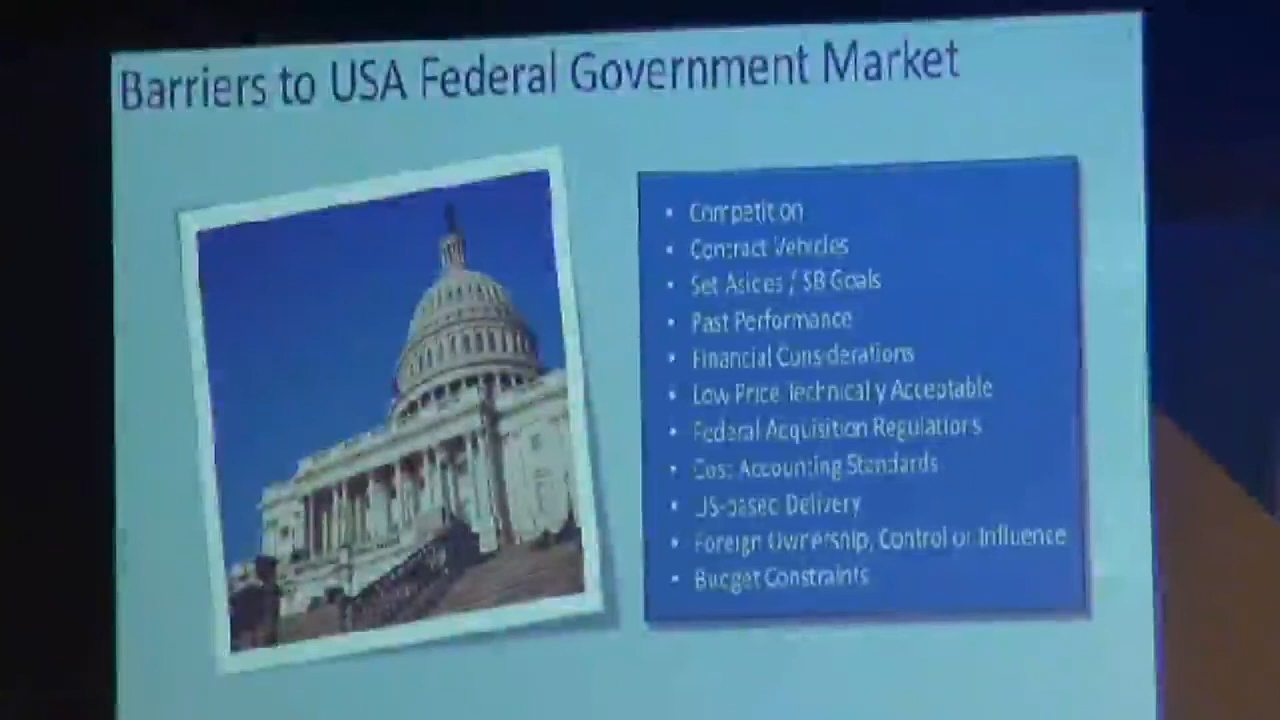 Barriers to USA Federal Government Market
• Competition
• Contract Vehicles
• Set Asides / SB Goals
• Past Performance
• Financial Considerations
• Low Price Technically Acceptable
• Federal Acquisition Regulations
• Cost Accounting Standards
• US-based Delivery
• Foreign Ownership, Control or Influence
• Budget Constraints